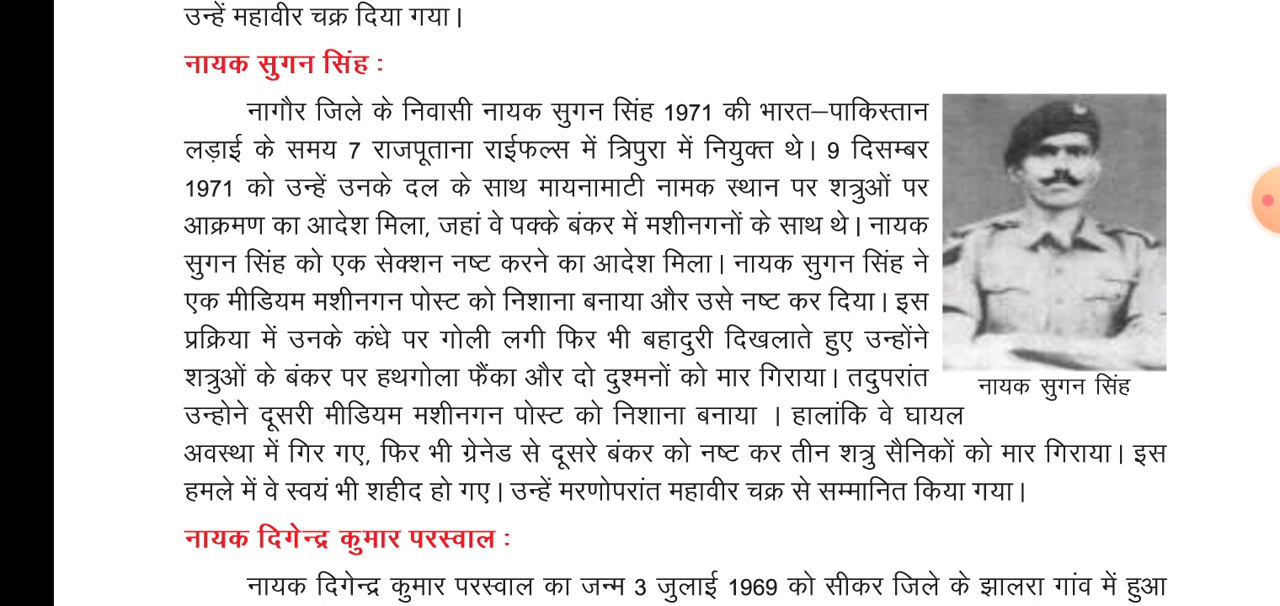 उन्हें महावीर चक्र दिया गया।
नायक सुगन सिंह :
नागौर जिले के निवासी नायक सुगन सिंह 1971 की भारत–पाकिस्तान
लड़ाई के समय 7 राजपूताना राईफल्स में त्रिपुरा में नियुक्त थे। 9 दिसम्बर
1971 को उन्हें उनके दल के साथ मायनामाटी नामक स्थान पर शत्रुओं पर
आक्रमण का आदेश मिला, जहां वे पक्के बंकर में मशीनगनों के साथ थे। नायक
सुगन सिंह को एक सेक्शन नष्ट करने का आदेश मिला। नायक सुगन सिंह ने
एक मीडियम मशीनगन पोस्ट को निशाना बनाया और उसे नष्ट कर दिया। इस
प्रक्रिया में उनके कंधे पर गोली लगी फिर भी बहादुरी दिखलाते हुए उन्होंने
शत्रुओं के बंकर पर हथगोला फैंका और दो दुश्मनों को मार गिराया। तदुपरांत
नायक सुगन सिंह
उन्होने दूसरी मीडियम मशीनगन पोस्ट को निशाना बनाया । हालांकि वे घायल
अवस्था में गिर गए, फिर भी ग्रेनेड से दूसरे बंकर को नष्ट कर तीन शत्रु सैनिकों को मार गिराया। इस
हमले में वे स्वयं भी शहीद हो गए। उन्हें मरणोपरांत महावीर चक्र से सम्मानित किया गया।
नायक दिगेन्द्र कुमार परस्वाल :
नायक दिगेन्द्र कुमार परस्वाल का जन्म 3 जुलाई 1969 को सीकर जिले के झालरा गांव में हुआ